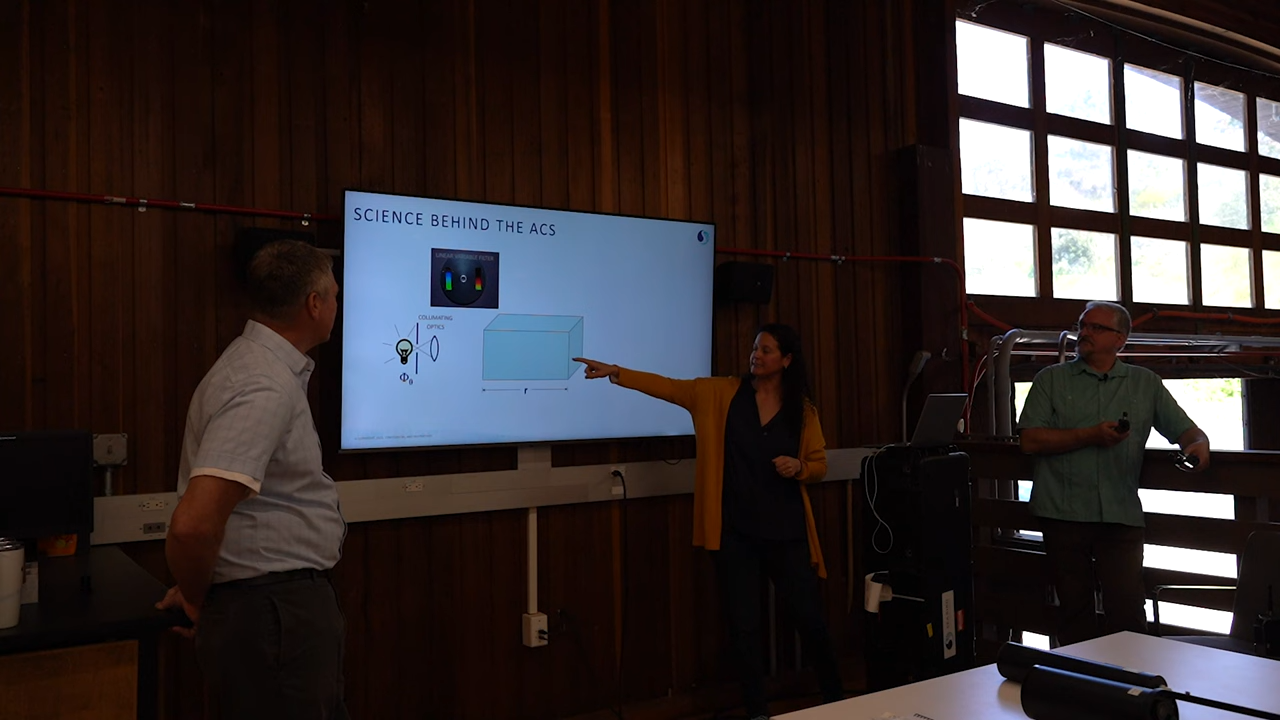 SCIENCE BEHIND THE ACS
LINEAR VARIABLE FILTER
COLLIMATING
OPTICS
Φ₀
r